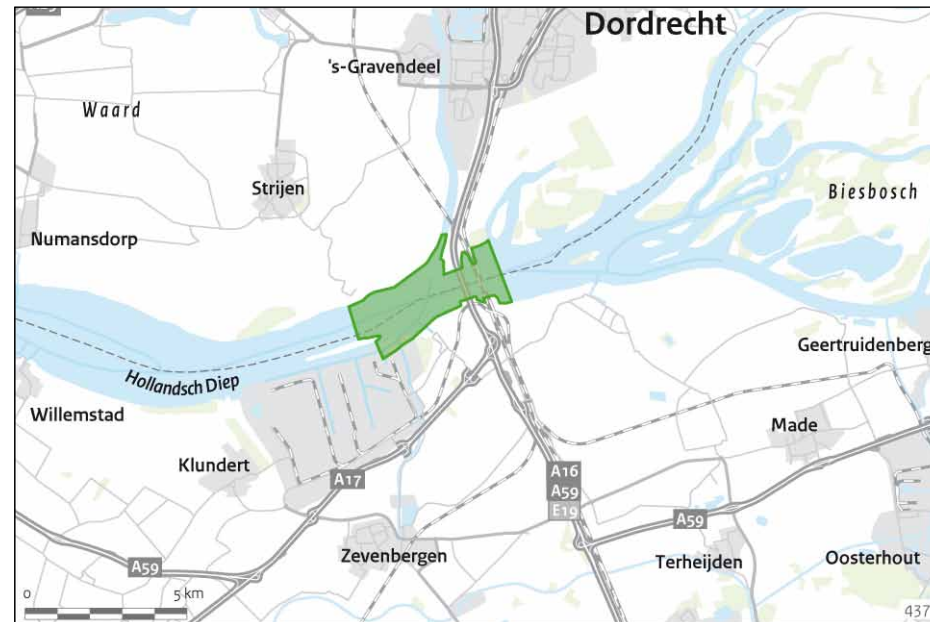 Dordrecht
's-Gravendeel
Waard
Strijen
Biesbosch
Numansdorp
Geertruidenberg
Hollandsch Diep
Willemstad
Made
Klundert
A17
A16
A59
E19
A59
Zevenbergen
Terheijden
Oosterhout
A59
0 5 km
437